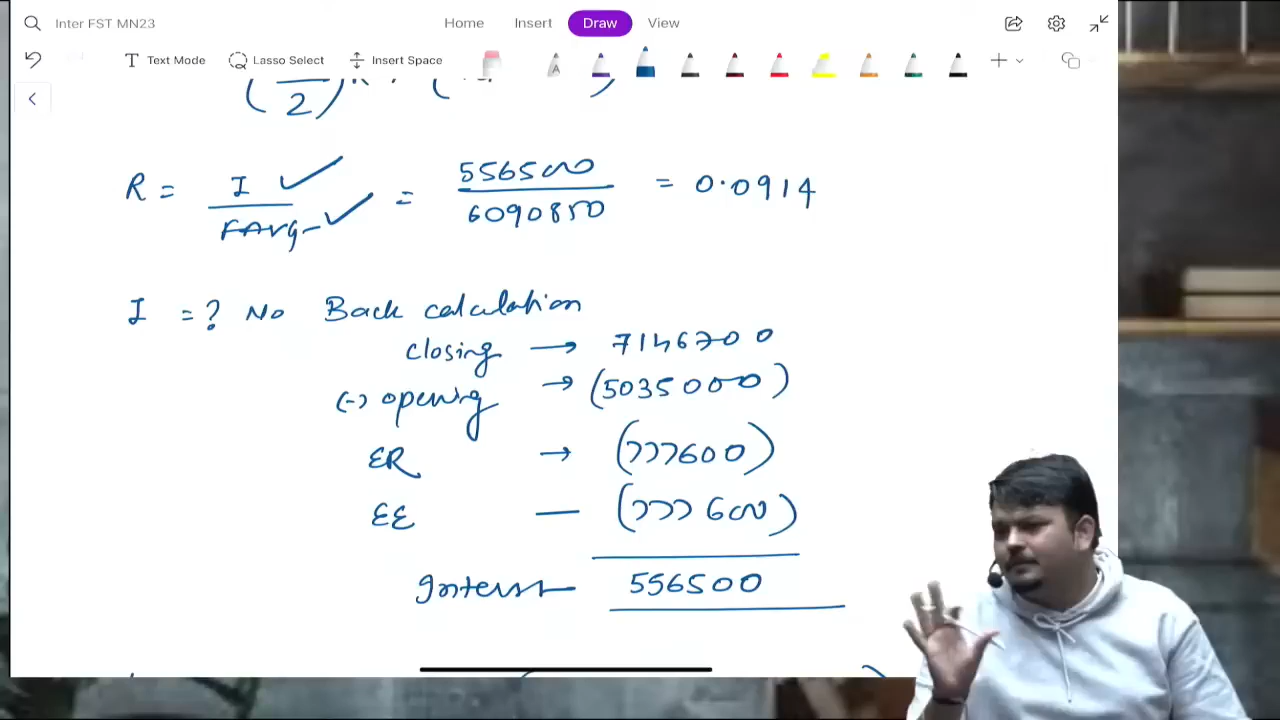 Inter FST MN23
Home Insert Draw View
T Text Mode Lasso Select Insert Space
2
R = I / FAvg = 556500 / 6090850 = 0.0914
I = ? No Back calculation
closing → 7146700
(-) opening → (5035000)
ER → (777600)
EE — (777600)
Interest 556500